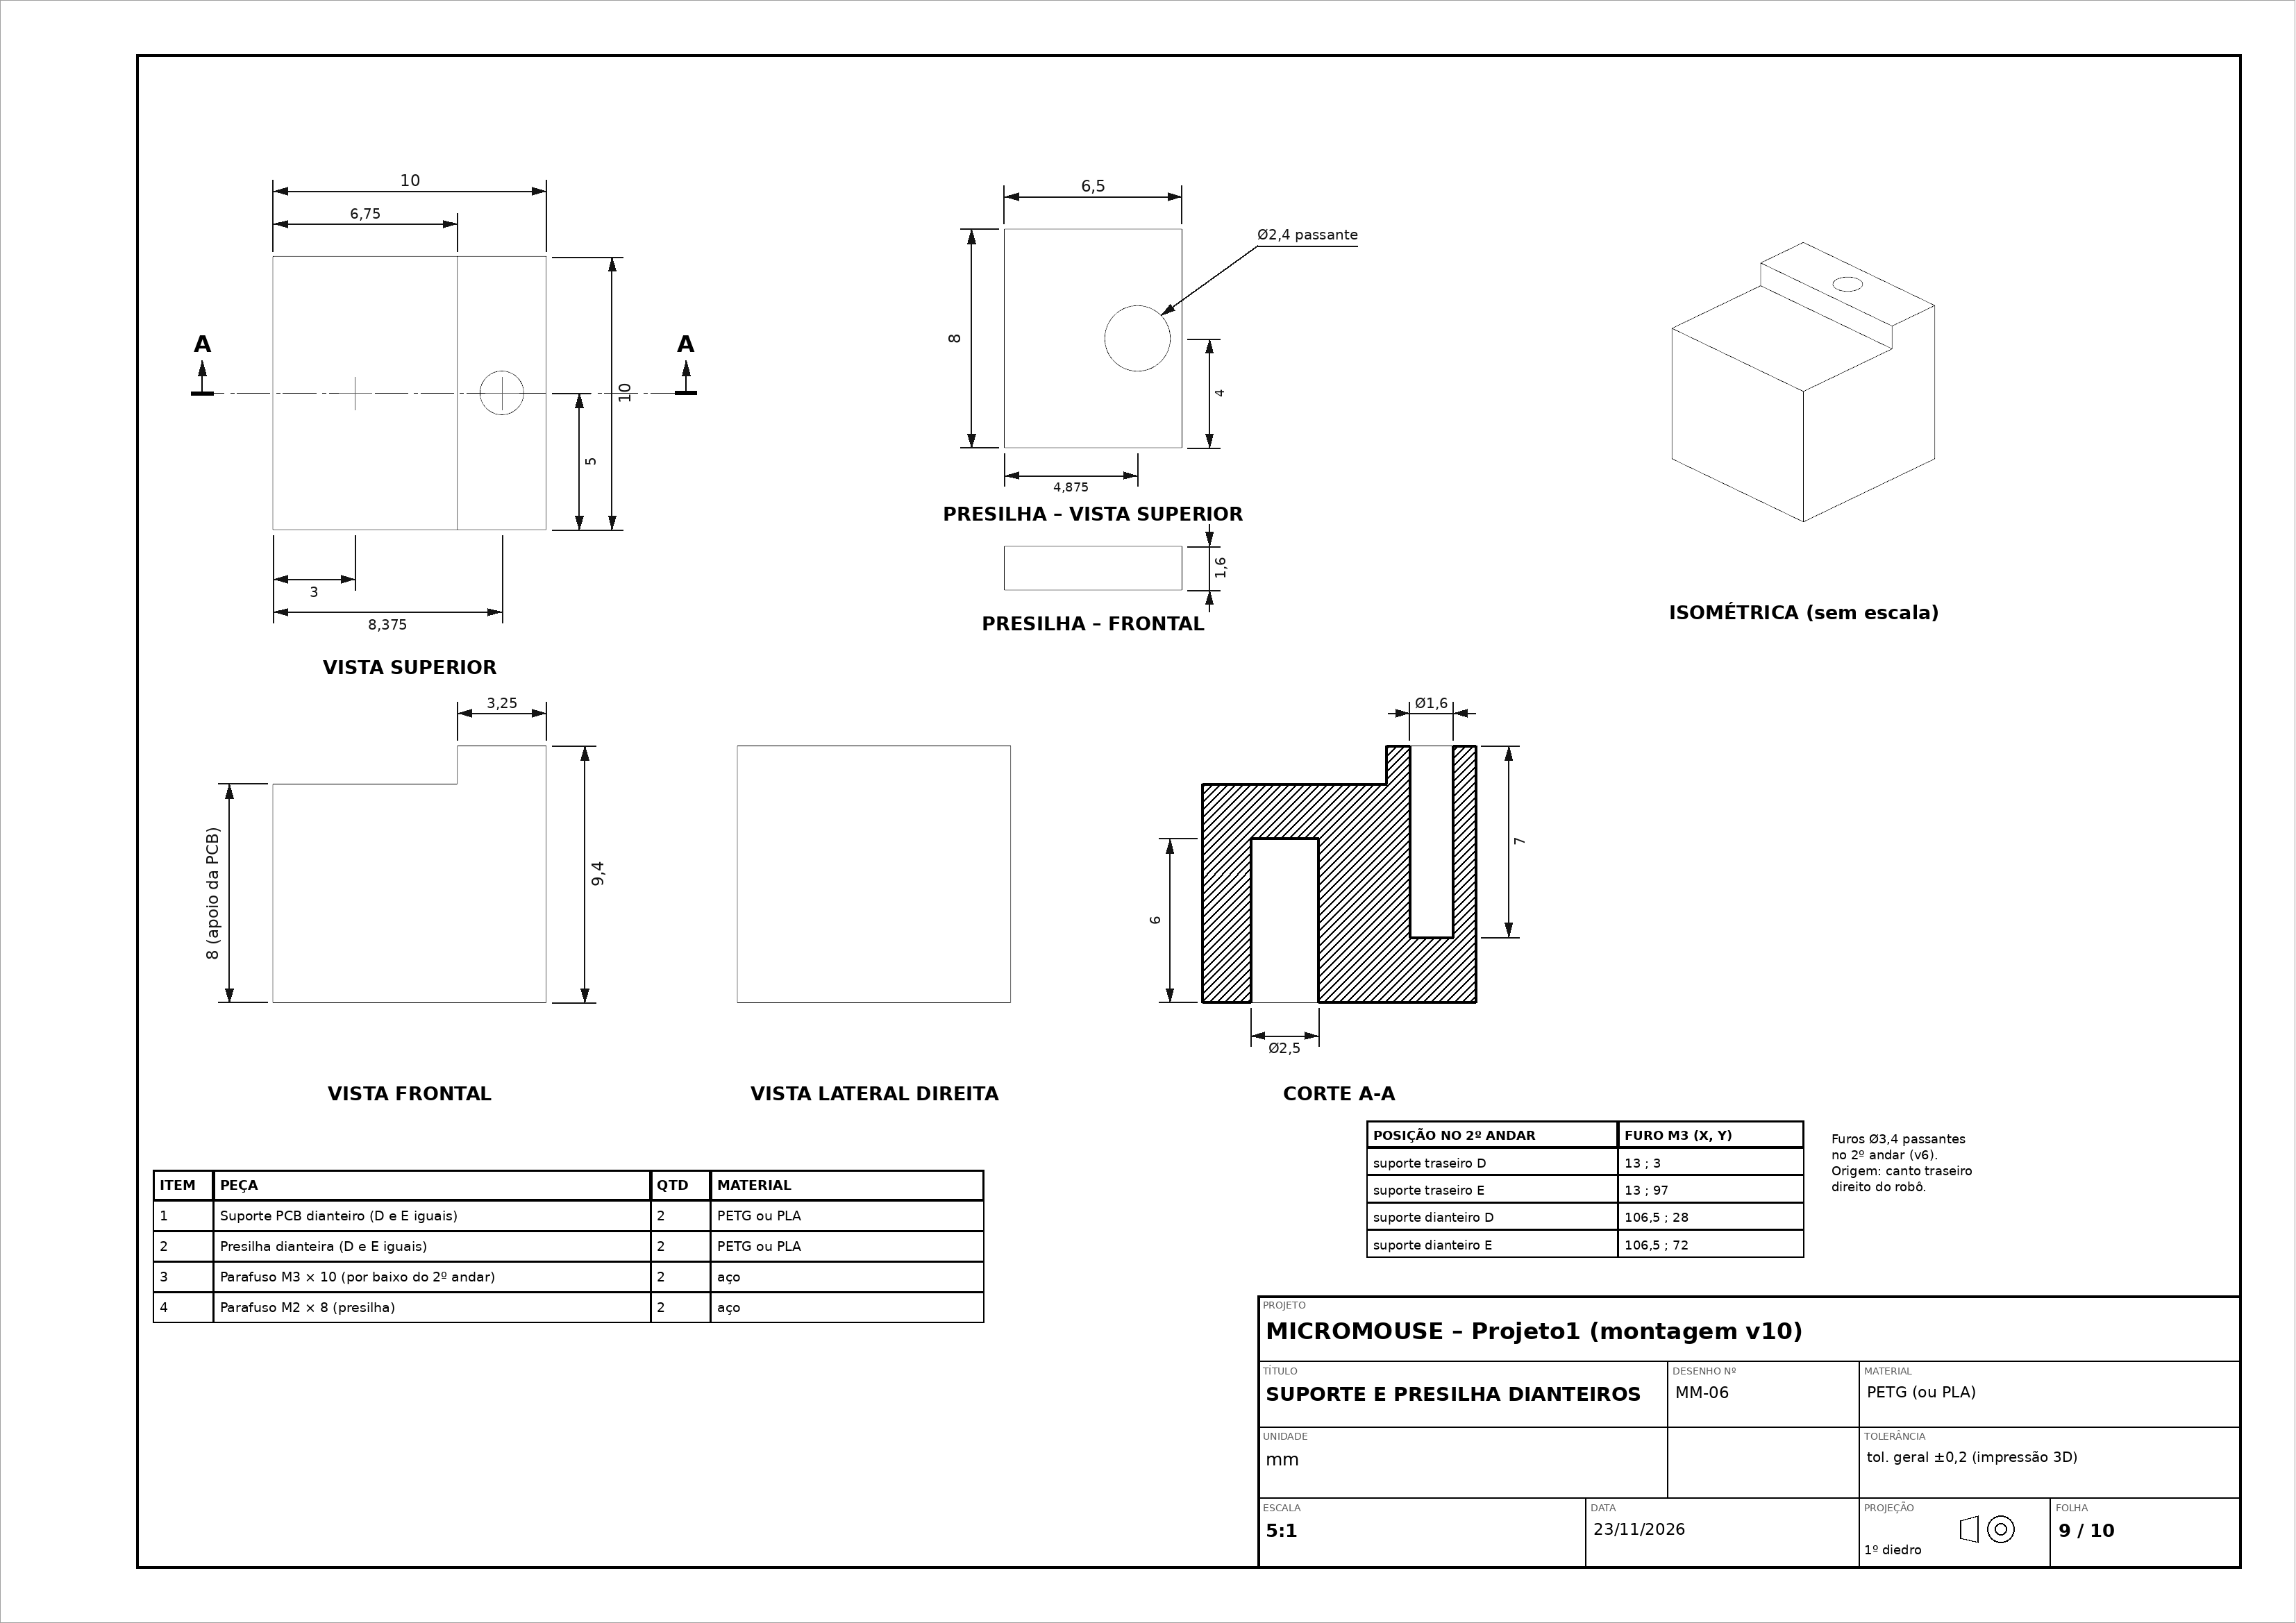 10
6,75
A
A
10
5
3
8,375
VISTA SUPERIOR
6,5
Ø2,4 passante
8
4
4,875
PRESILHA – VISTA SUPERIOR
1,6
PRESILHA – FRONTAL
ISOMÉTRICA (sem escala)
3,25
8 (apoio da PCB)
9,4
VISTA FRONTAL
VISTA LATERAL DIREITA
Ø1,6
7
6
Ø2,5
CORTE A-A
POSIÇÃO NO 2º ANDAR FURO M3 (X, Y)
suporte traseiro D 13 ; 3
suporte traseiro E 13 ; 97
suporte dianteiro D 106,5 ; 28
suporte dianteiro E 106,5 ; 72
Furos Ø3,4 passantes
no 2º andar (v6).
Origem: canto traseiro
direito do robô.
ITEM PEÇA QTD MATERIAL
1 Suporte PCB dianteiro (D e E iguais) 2 PETG ou PLA
2 Presilha dianteira (D e E iguais) 2 PETG ou PLA
3 Parafuso M3 × 10 (por baixo do 2º andar) 2 aço
4 Parafuso M2 × 8 (presilha) 2 aço
PROJETO
MICROMOUSE – Projeto1 (montagem v10)
TÍTULO DESENHO Nº MATERIAL
SUPORTE E PRESILHA DIANTEIROS MM-06 PETG (ou PLA)
UNIDADE TOLERÂNCIA
mm tol. geral ±0,2 (impressão 3D)
ESCALA DATA PROJEÇÃO FOLHA
5:1 23/11/2026 9 / 10
1º diedro